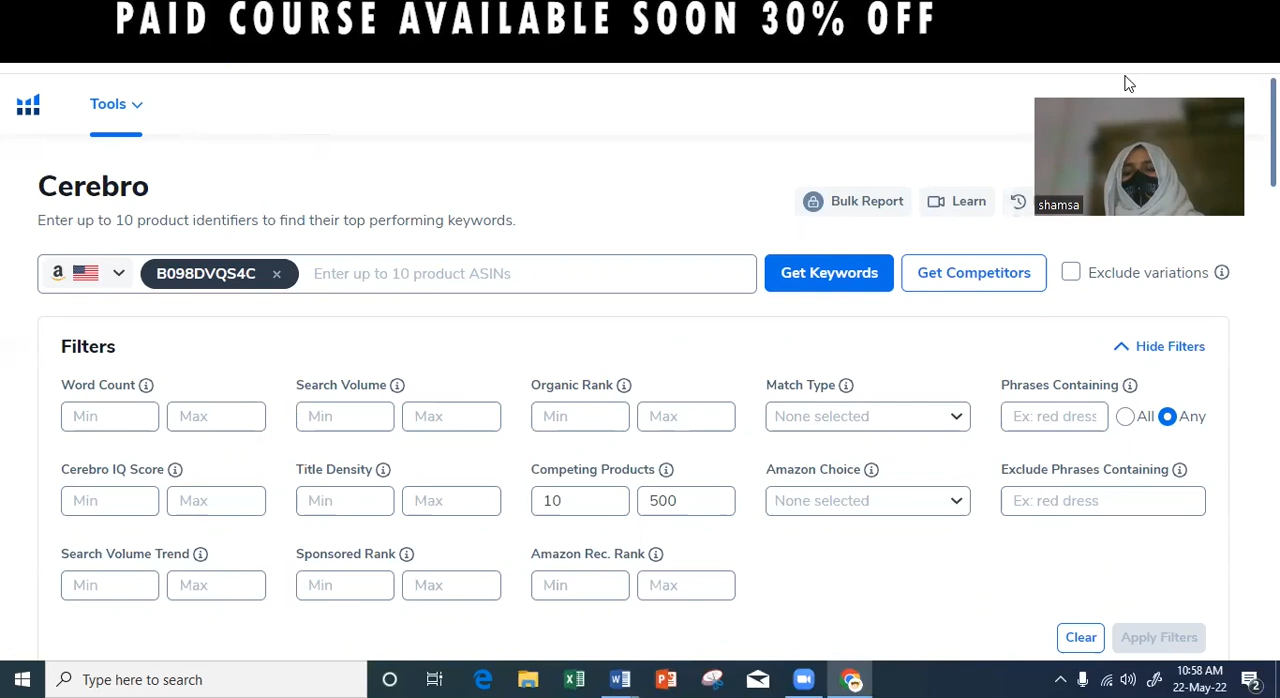 PAID COURSE AVAILABLE SOON 30% OFF
Tools
Cerebro
Enter up to 10 product identifiers to find their top performing keywords.
Bulk Report
Learn
shamsa
a
B098DVQS4C ×
Enter up to 10 product ASINs
Get Keywords
Get Competitors
Exclude variations
Filters
Hide Filters
Word Count
Search Volume
Organic Rank
Match Type
Phrases Containing
Min
Max
Min
Max
Min
Max
None selected
Ex: red dress
All
Any
Cerebro IQ Score
Title Density
Competing Products
Amazon Choice
Exclude Phrases Containing
Min
Max
Min
Max
10
500
None selected
Ex: red dress
Search Volume Trend
Sponsored Rank
Amazon Rec. Rank
Min
Max
Min
Max
Min
Max
Clear
Apply Filters
Type here to search
10:58 AM
22-May-22
2